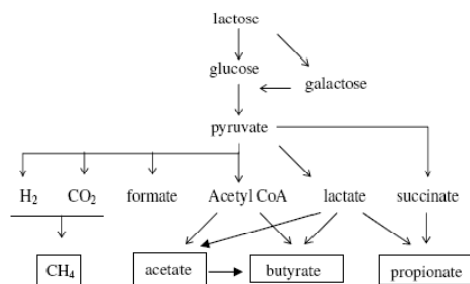 lactose
glucose
galactose
pyruvate
H₂ CO₂ formate Acetyl CoA lactate succinate
CH₄ acetate butyrate propionate